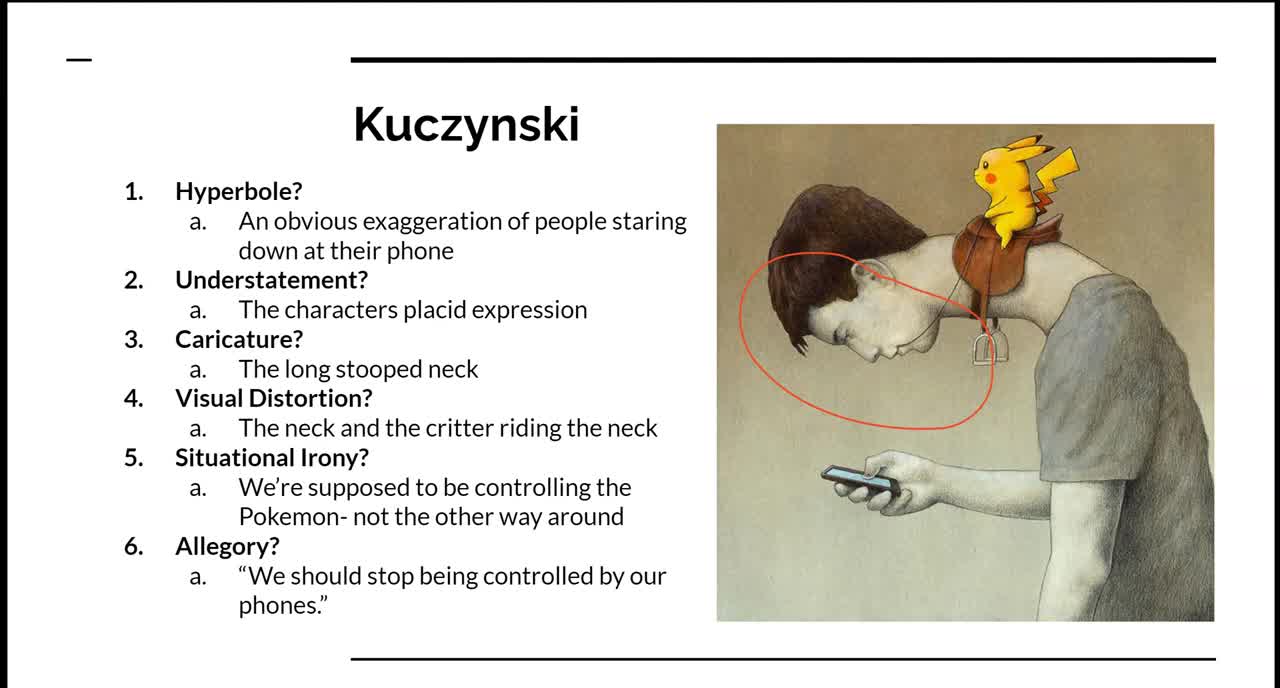 Kuczynski
1. Hyperbole?
a. An obvious exaggeration of people staring
down at their phone
2. Understatement?
a. The characters placid expression
3. Caricature?
a. The long stooped neck
4. Visual Distortion?
a. The neck and the critter riding the neck
5. Situational Irony?
a. We’re supposed to be controlling the
Pokemon- not the other way around
6. Allegory?
a. “We should stop being controlled by our
phones.”